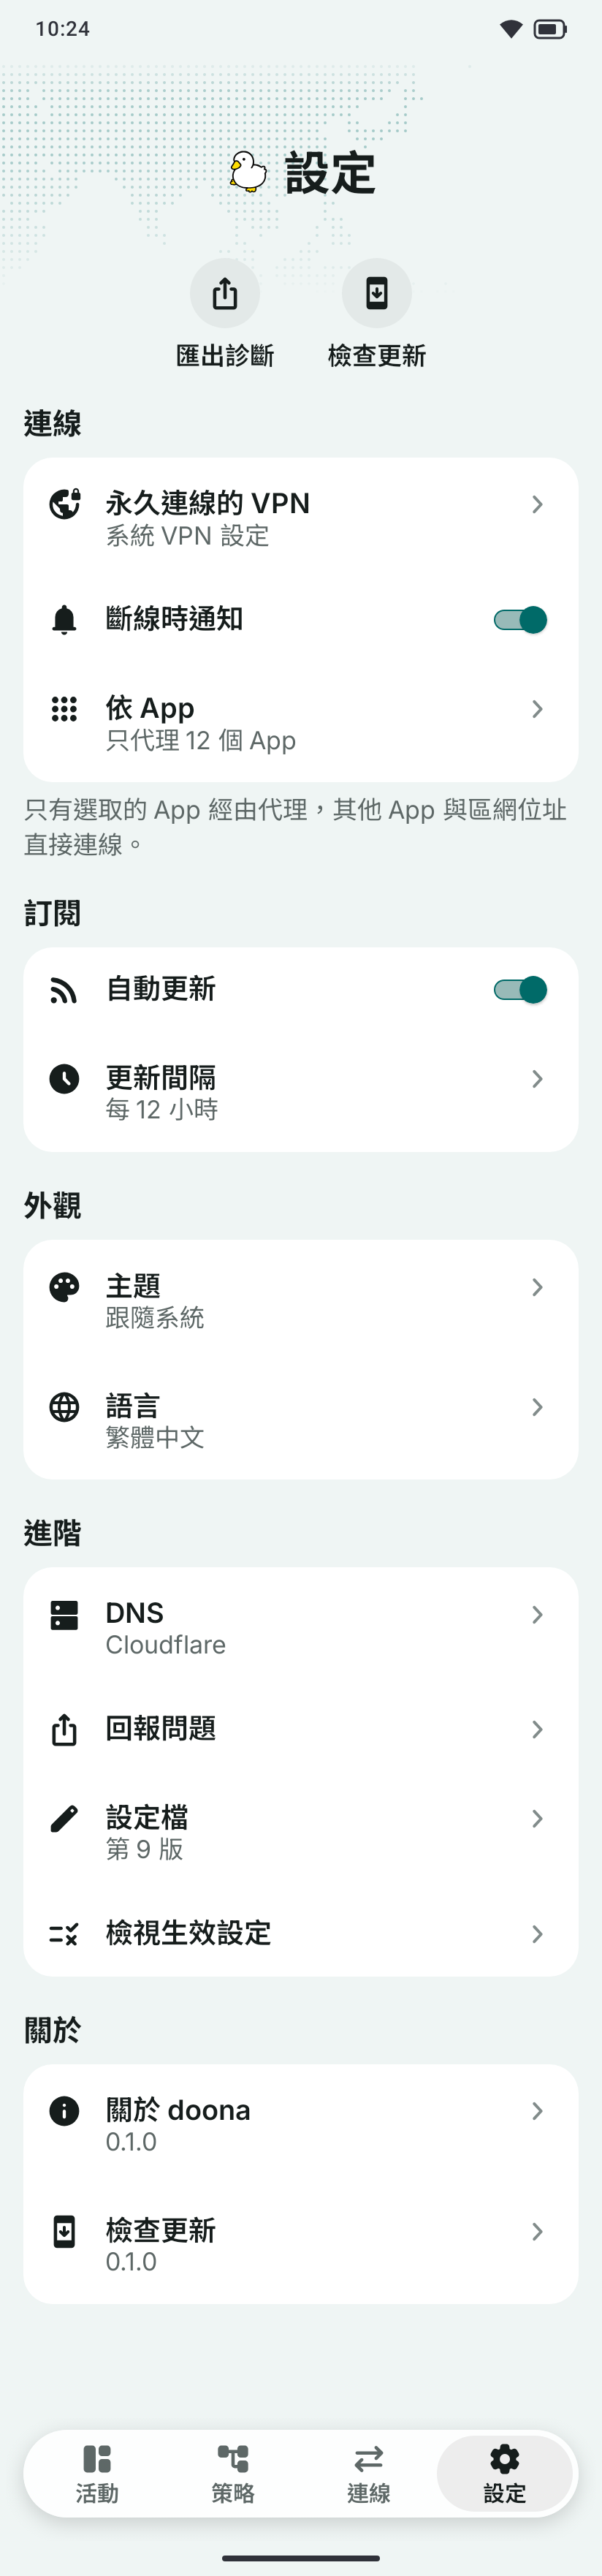 10:24
設定
匯出診斷
檢查更新
連線
永久連線的 VPN
系統 VPN 設定
斷線時通知
依 App
只代理 12 個 App
只有選取的 App 經由代理，其他 App 與區網位址
直接連線。
訂閱
自動更新
更新間隔
每 12 小時
外觀
主題
跟隨系統
語言
繁體中文
進階
DNS
Cloudflare
回報問題
設定檔
第 9 版
檢視生效設定
關於
關於 doona
0.1.0
檢查更新
0.1.0
活動
策略
連線
設定